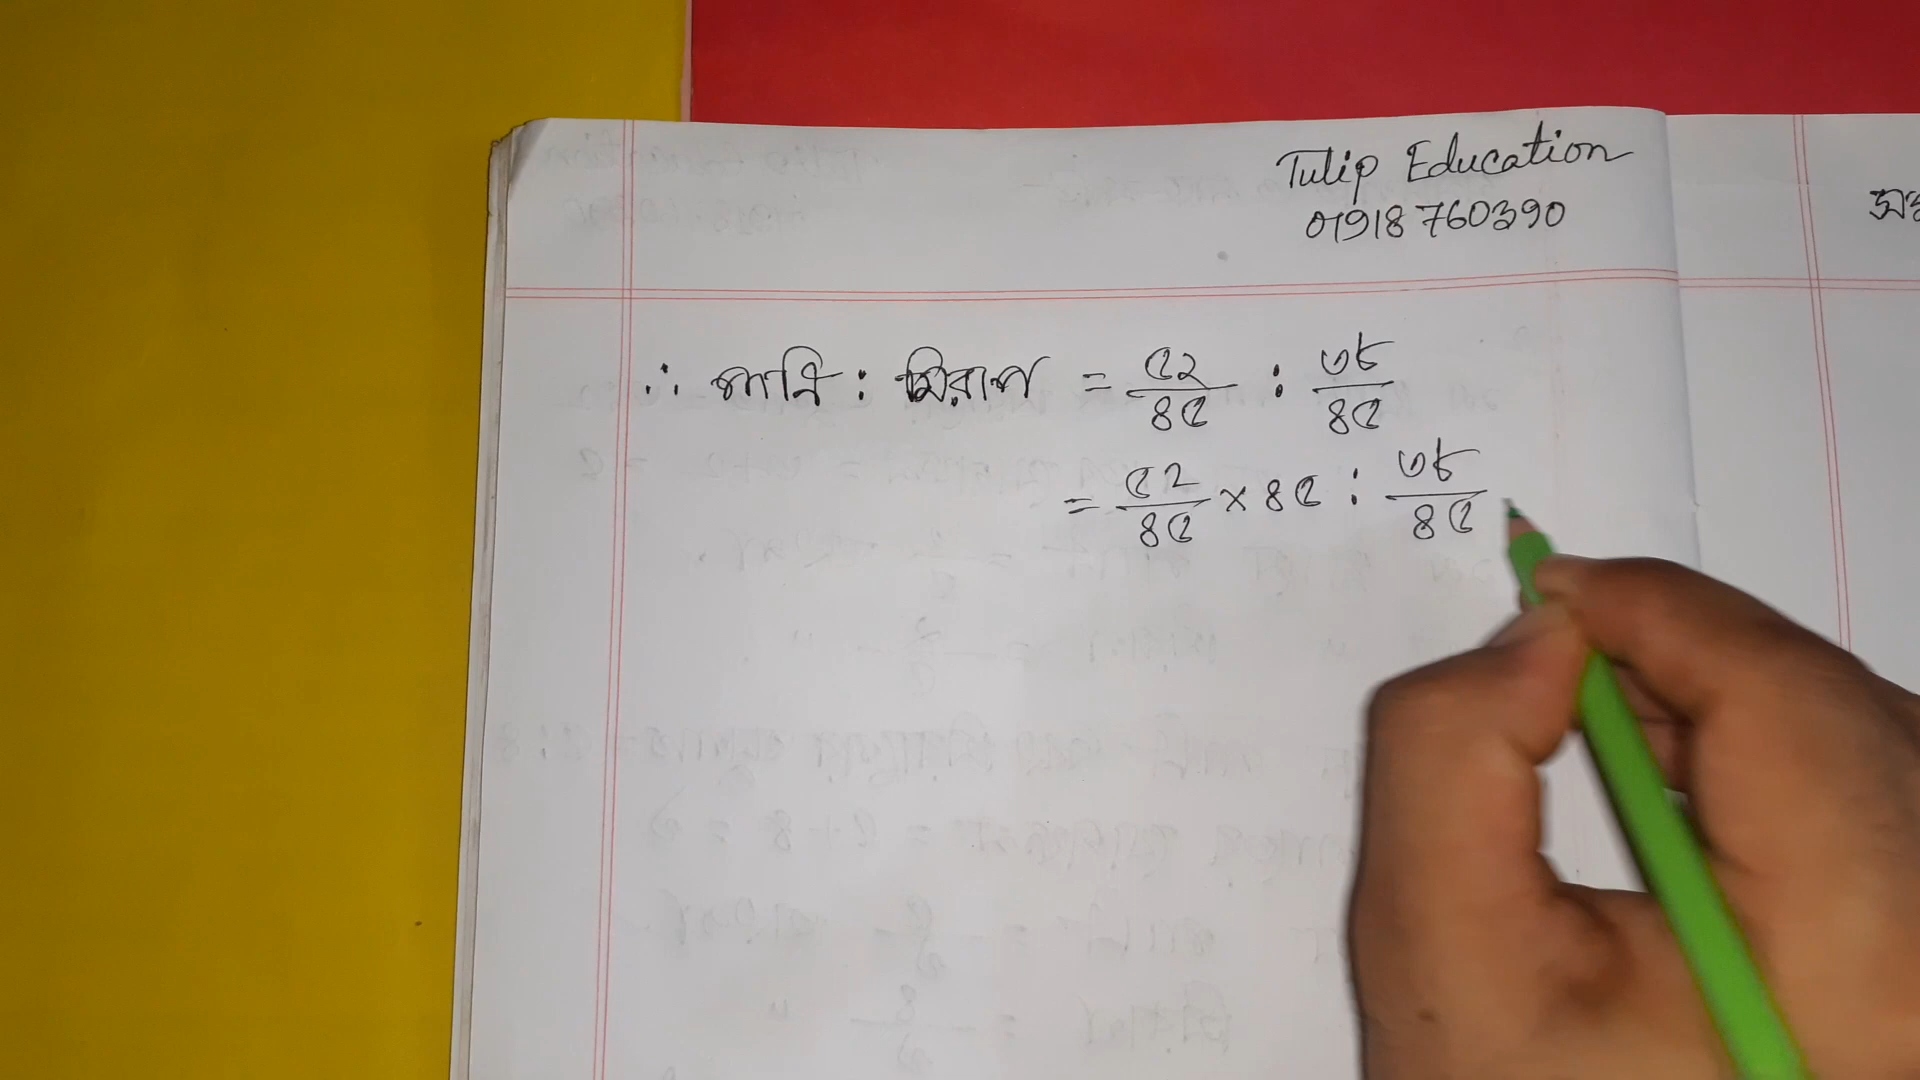 Tulip Education
01918760390
∴ পানি : সিরাপ = ৫২/৪৫ : ৩৮/৪৫
= ৫২/৪৫ × ৪৫ : ৩৮/৪৫